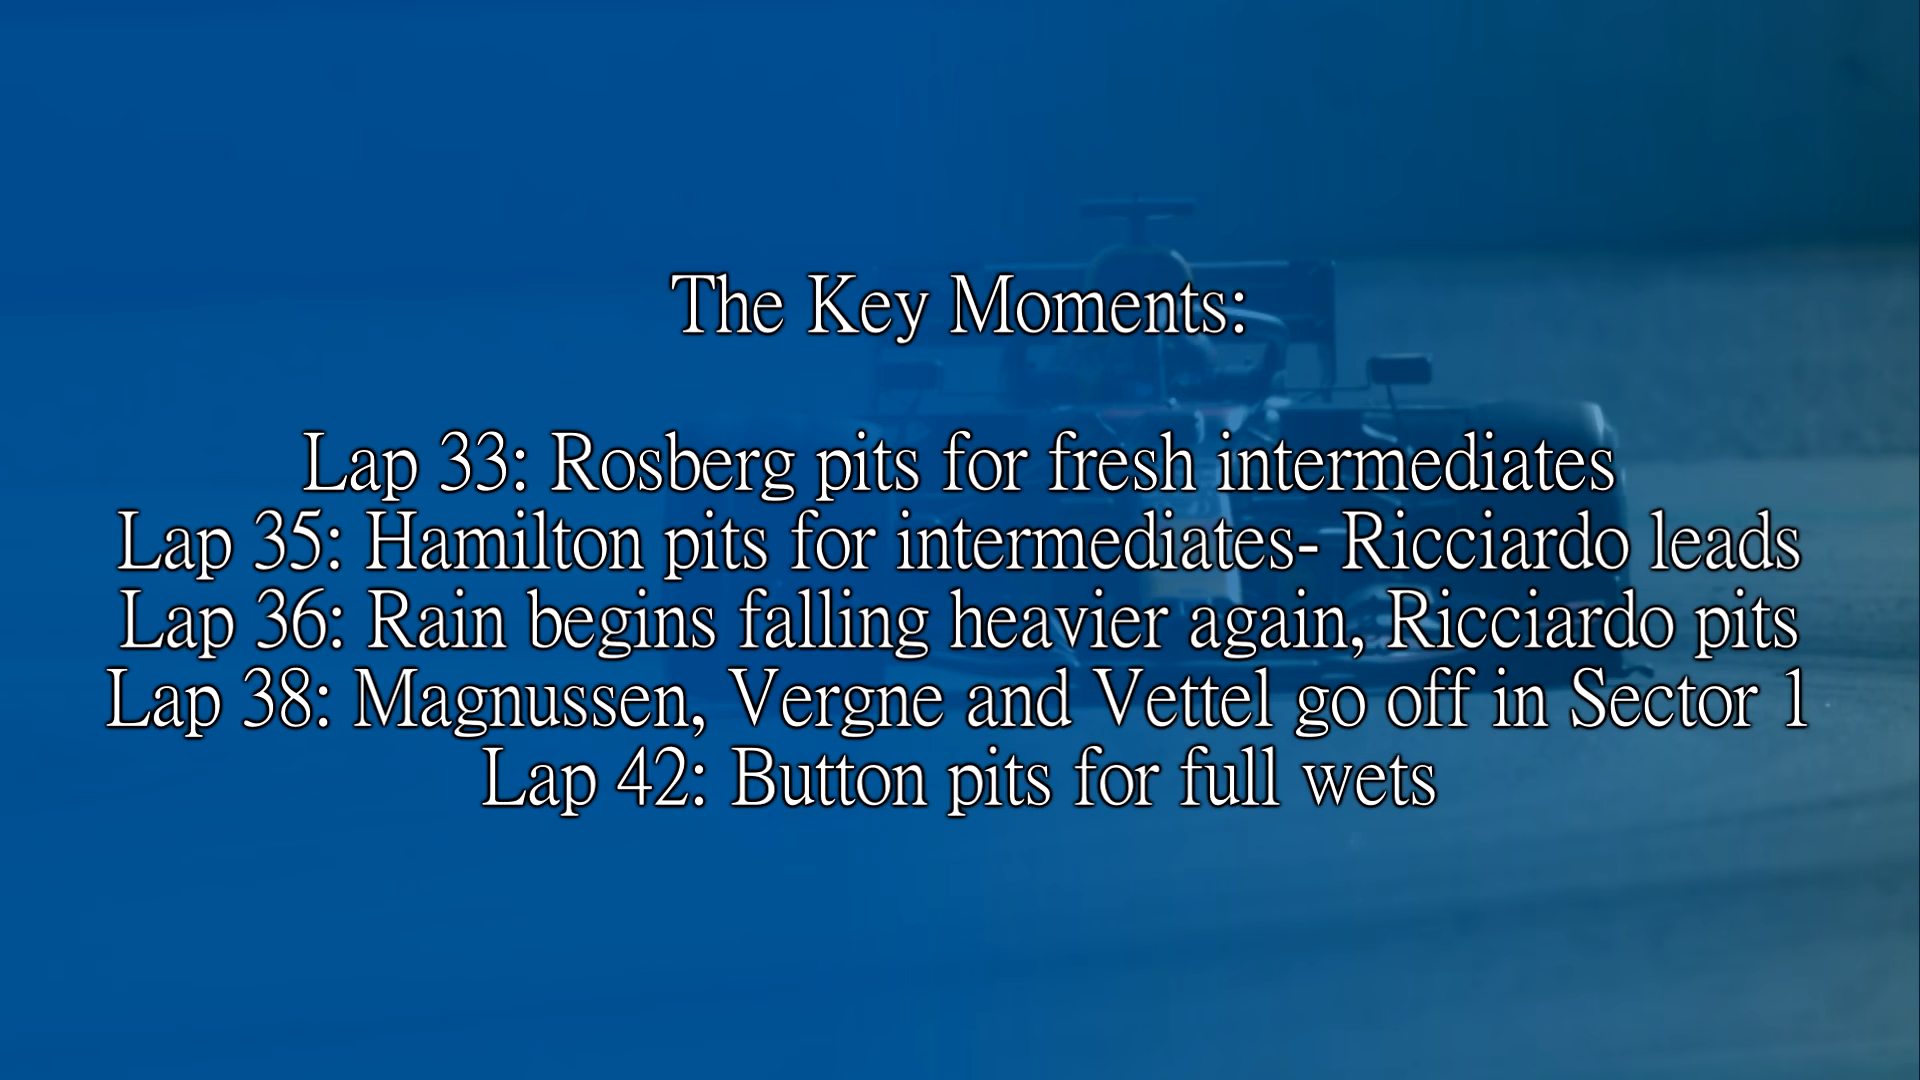 The Key Moments:
Lap 33: Rosberg pits for fresh intermediates
Lap 35: Hamilton pits for intermediates- Ricciardo leads
Lap 36: Rain begins falling heavier again, Ricciardo pits
Lap 38: Magnussen, Vergne and Vettel go off in Sector 1
Lap 42: Button pits for full wets